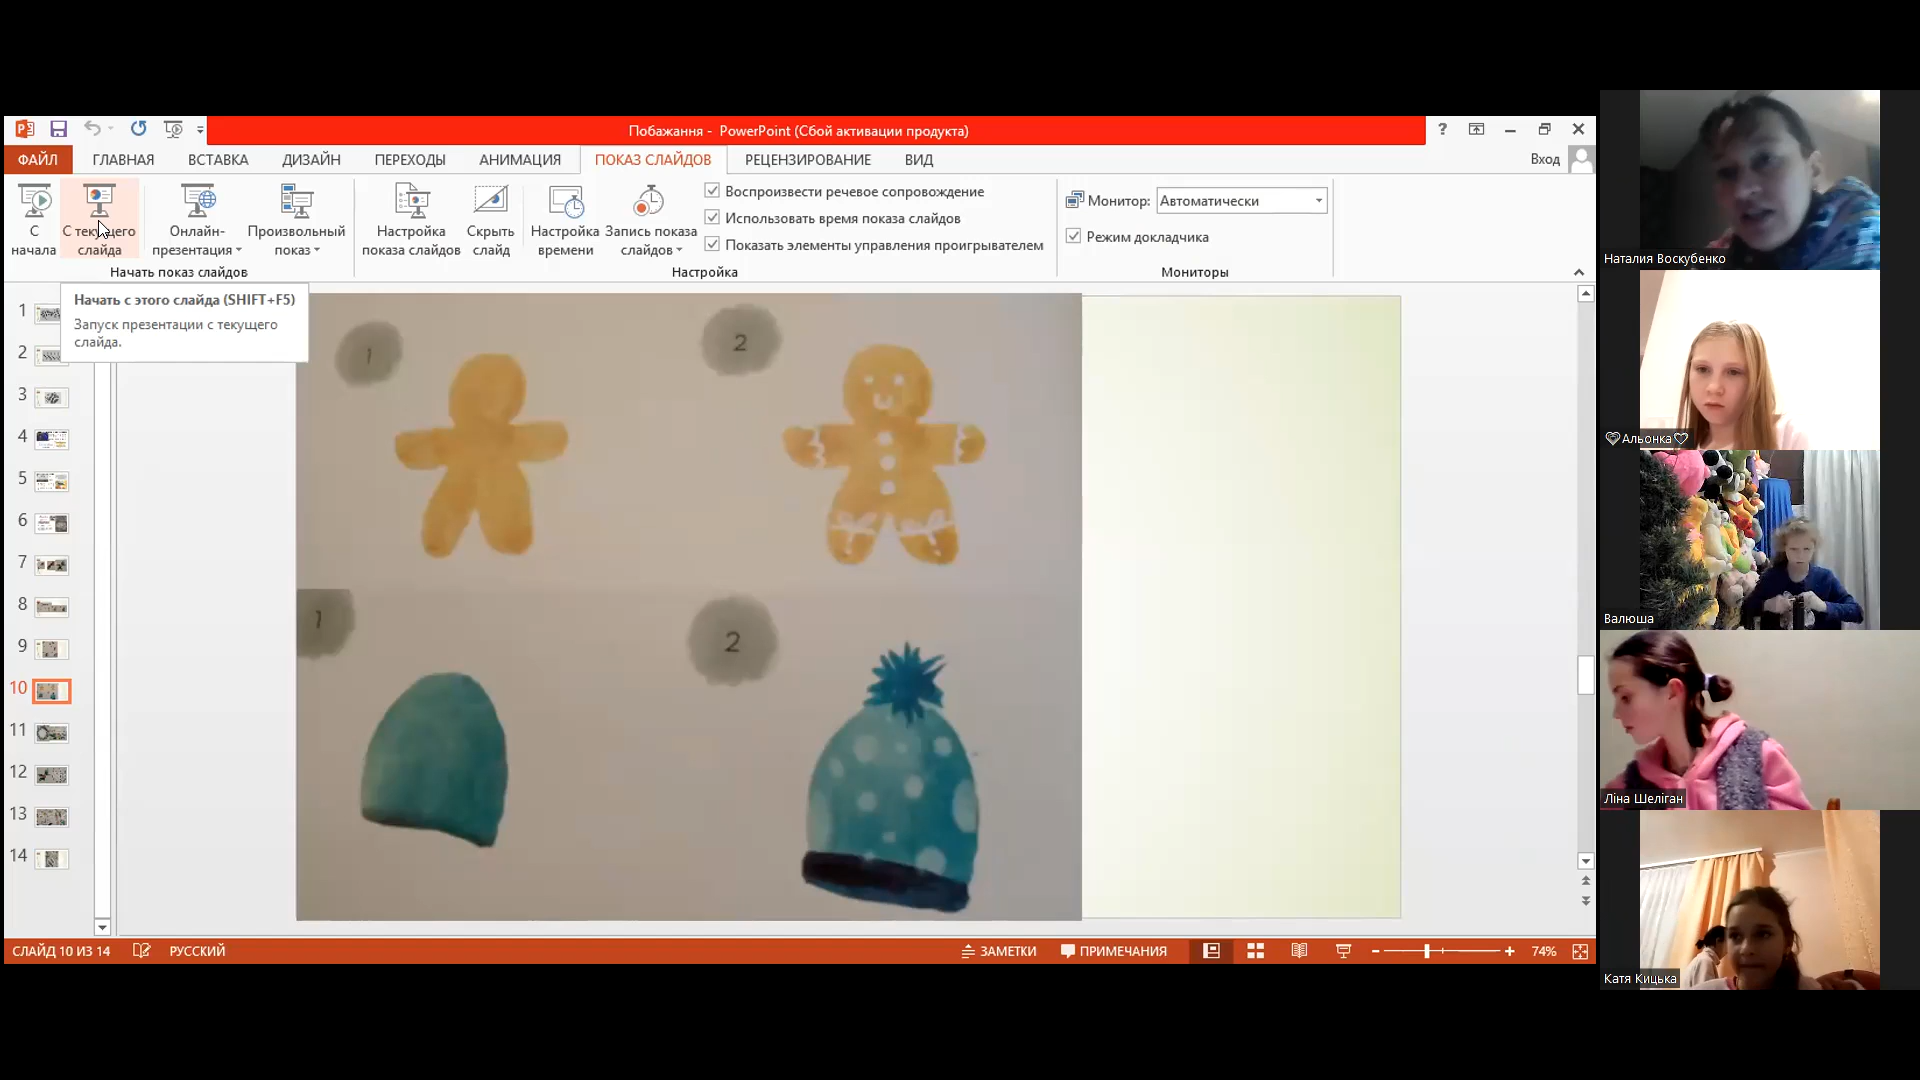 Побажання - PowerPoint (Сбой активации продукта)
?
ФАЙЛ ГЛАВНАЯ ВСТАВКА ДИЗАЙН ПЕРЕХОДЫ АНИМАЦИЯ ПОКАЗ СЛАЙДОВ РЕЦЕНЗИРОВАНИЕ ВИД Вход
С начала
С текущего слайда
Онлайн-презентация
Произвольный показ
Начать показ слайдов
Настройка показа слайдов
Скрыть слайд
Настройка времени
Запись показа слайдов
Воспроизвести речевое сопровождение
Использовать время показа слайдов
Показать элементы управления проигрывателем
Настройка
Монитор: Автоматически
Режим докладчика
Мониторы
Начать с этого слайда (SHIFT+F5)
Запуск презентации с текущего
слайда.
1
2
3
4
5
6
7
8
9
10
11
12
13
14
1
2
1
2
СЛАЙД 10 ИЗ 14 РУССКИЙ ЗАМЕТКИ ПРИМЕЧАНИЯ 74%
Наталия Воскубенко
🤍Альонка🤍
Валюша
Ліна Шеліган
Катя Кицька